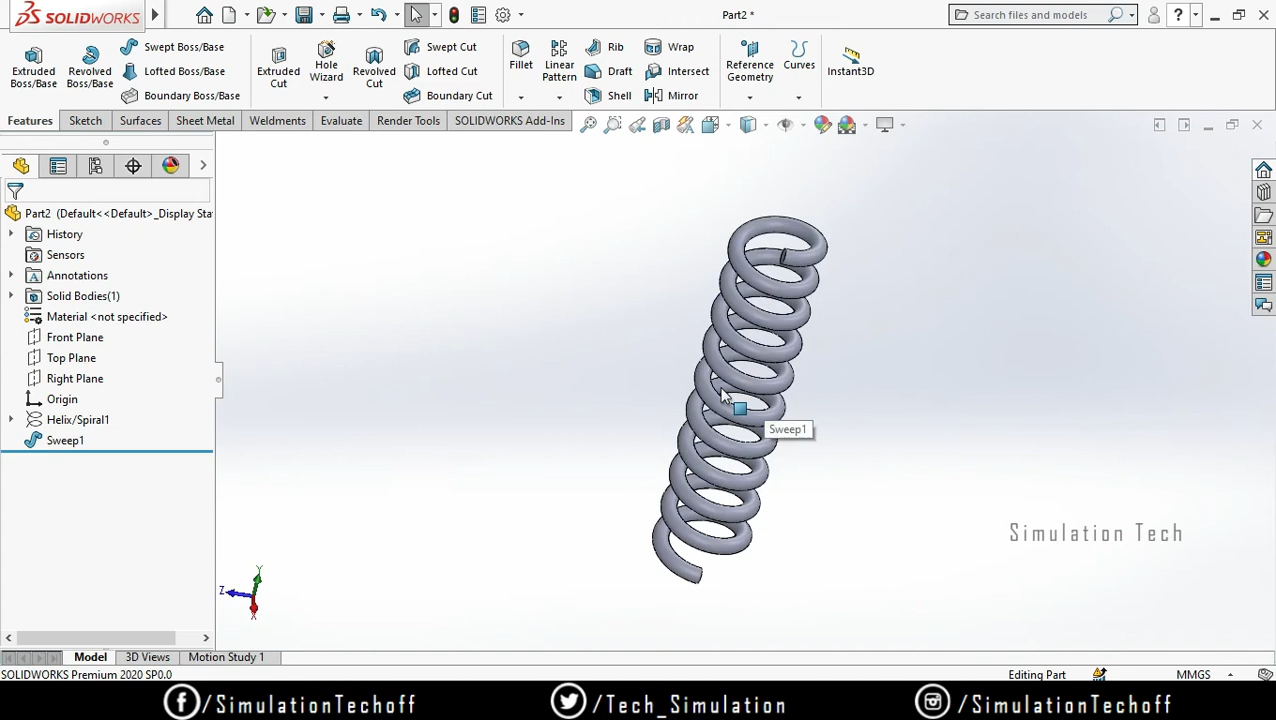 SOLIDWORKS
Part2 *
Search files and models
?
Extruded Boss/Base
Revolved Boss/Base
Swept Boss/Base
Lofted Boss/Base
Boundary Boss/Base
Extruded Cut
Hole Wizard
Revolved Cut
Swept Cut
Lofted Cut
Boundary Cut
Fillet
Linear Pattern
Rib
Draft
Shell
Wrap
Intersect
Mirror
Reference Geometry
Curves
Instant3D
Features
Sketch
Surfaces
Sheet Metal
Weldments
Evaluate
Render Tools
SOLIDWORKS Add-Ins
Part2 (Default<<Default>_Display Sta
History
Sensors
Annotations
Solid Bodies(1)
Material <not specified>
Front Plane
Top Plane
Right Plane
Origin
Helix/Spiral1
Sweep1
Sweep1
Simulation Tech
Y
Z
X
Model
3D Views
Motion Study 1
SOLIDWORKS Premium 2020 SP0.0
Editing Part
MMGS
/SimulationTechoff
/Tech_Simulation
/SimulationTechoff